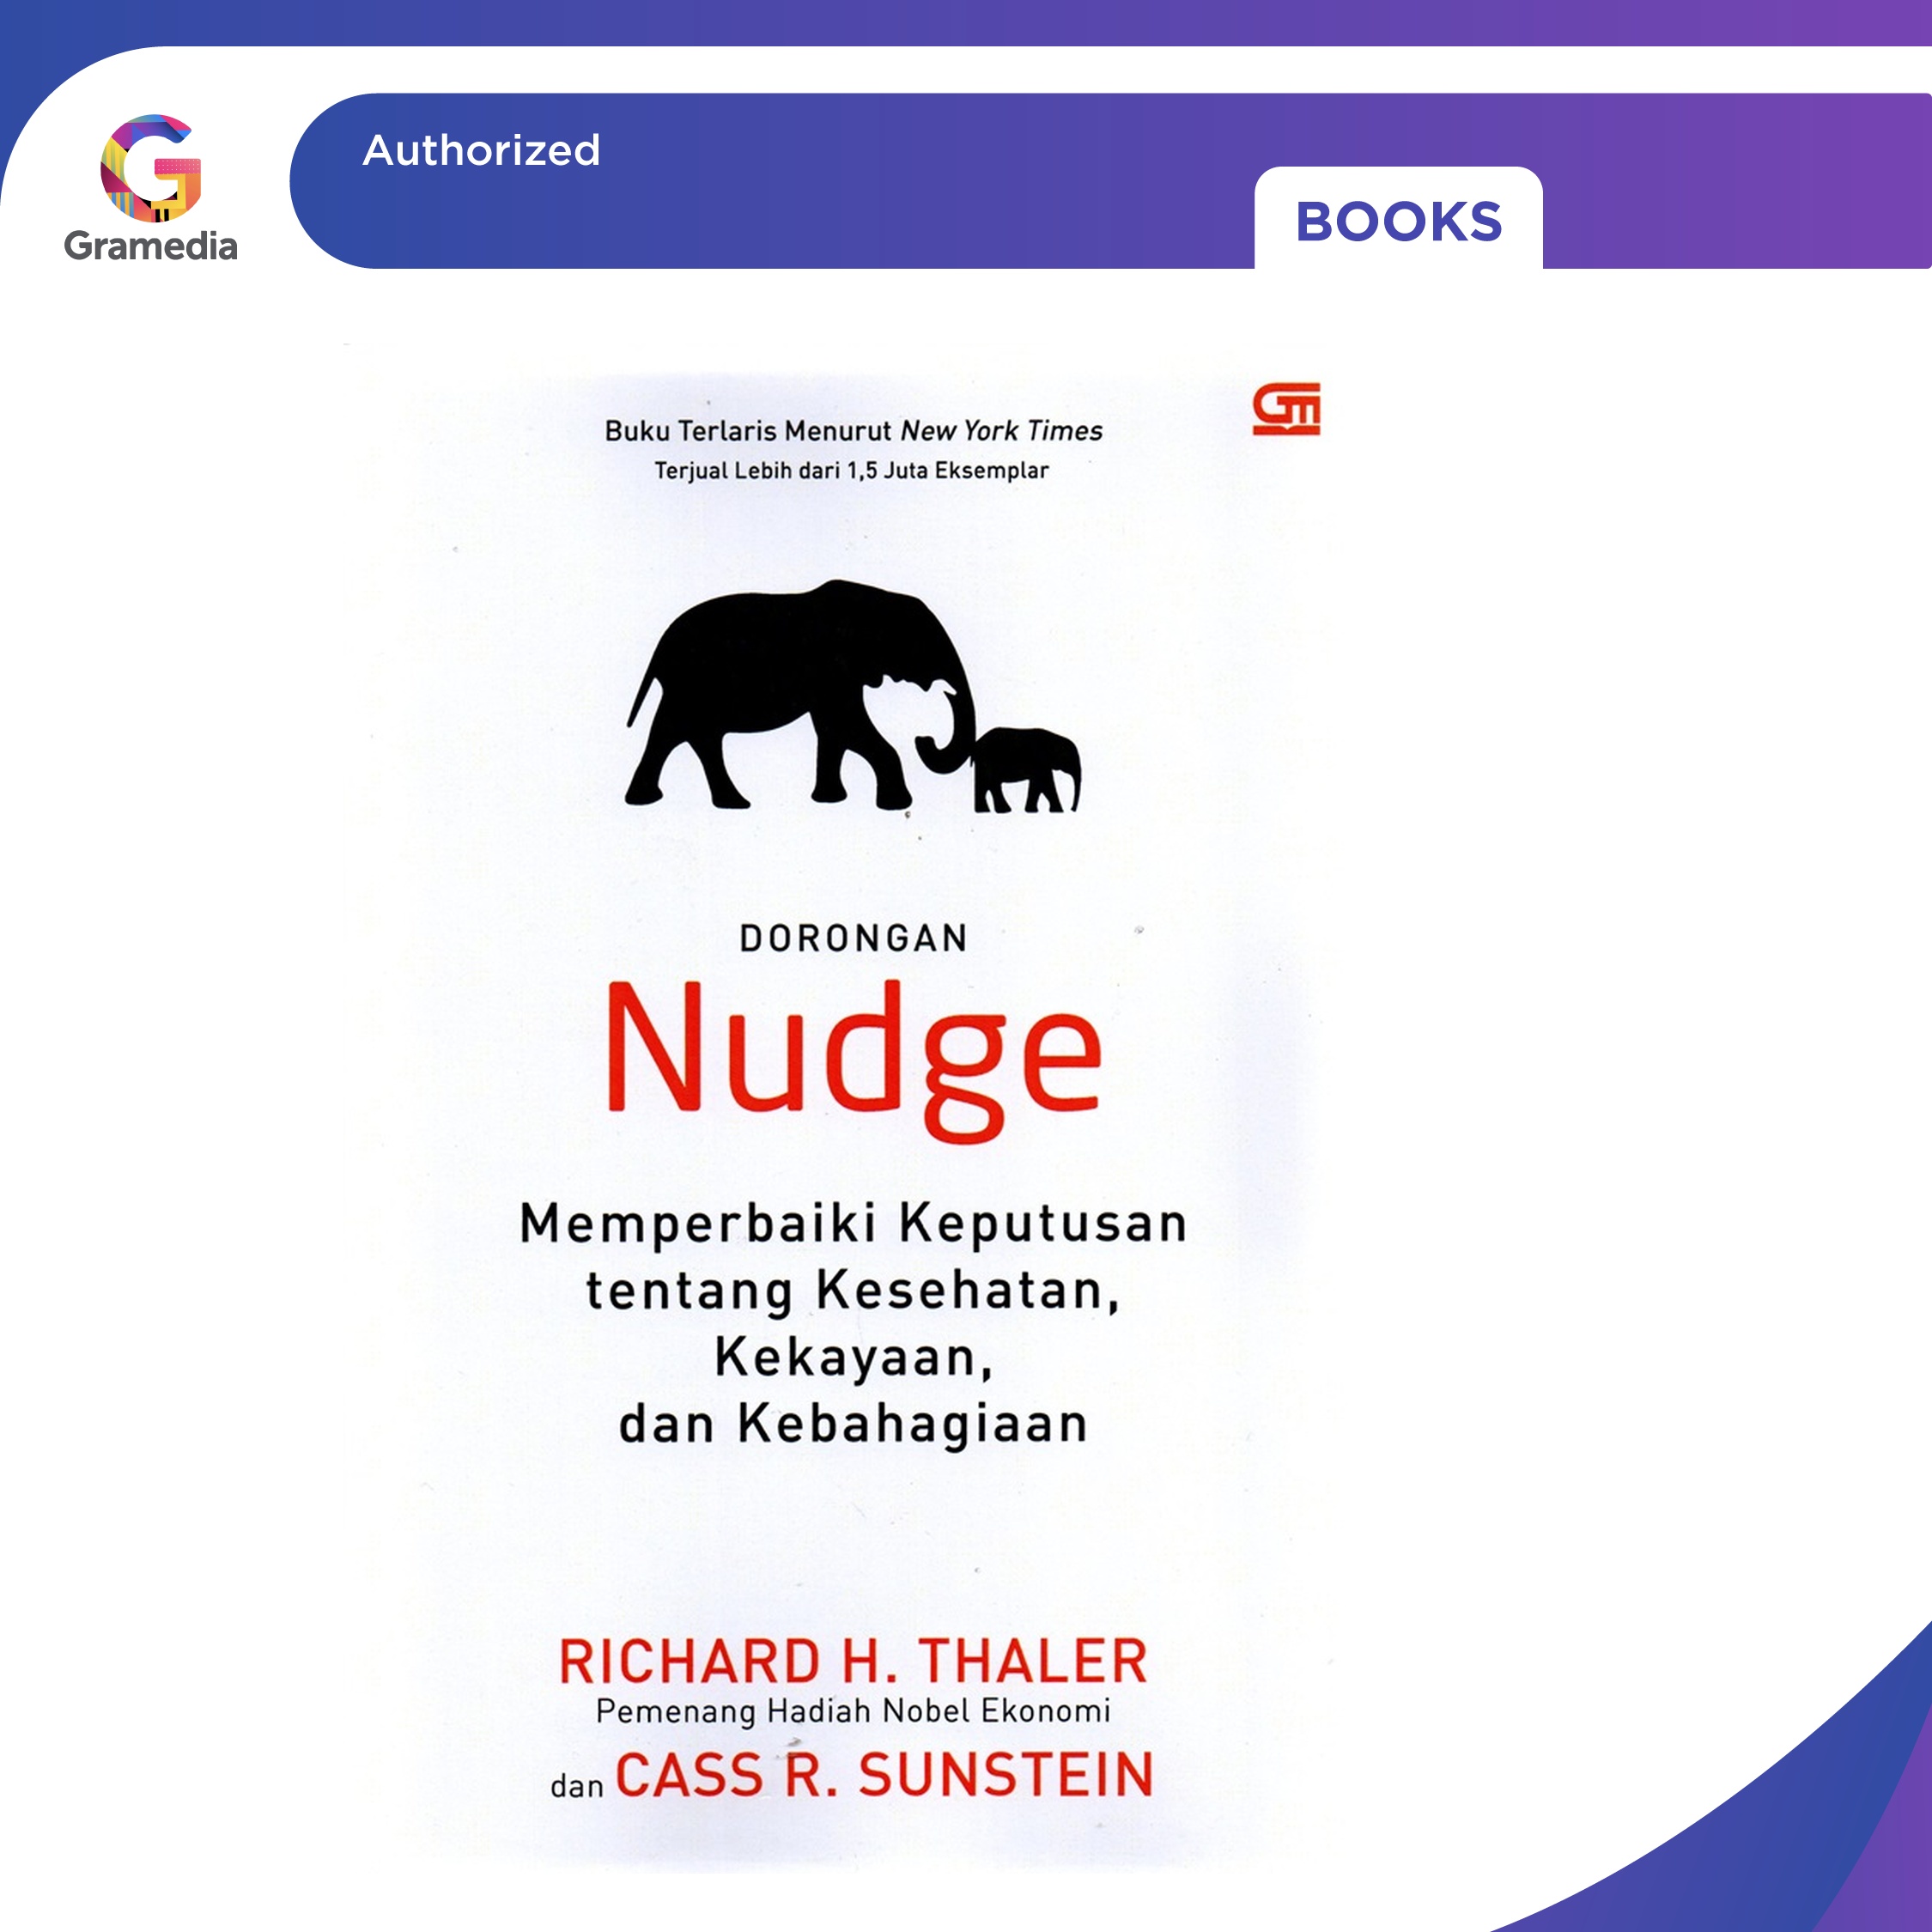 Authorized
Gramedia
BOOKS
Buku Terlaris Menurut New York Times
Terjual Lebih dari 1,5 Juta Eksemplar
DORONGAN
Nudge
Memperbaiki Keputusan
tentang Kesehatan,
Kekayaan,
dan Kebahagiaan
RICHARD H. THALER
Pemenang Hadiah Nobel Ekonomi
dan CASS R. SUNSTEIN